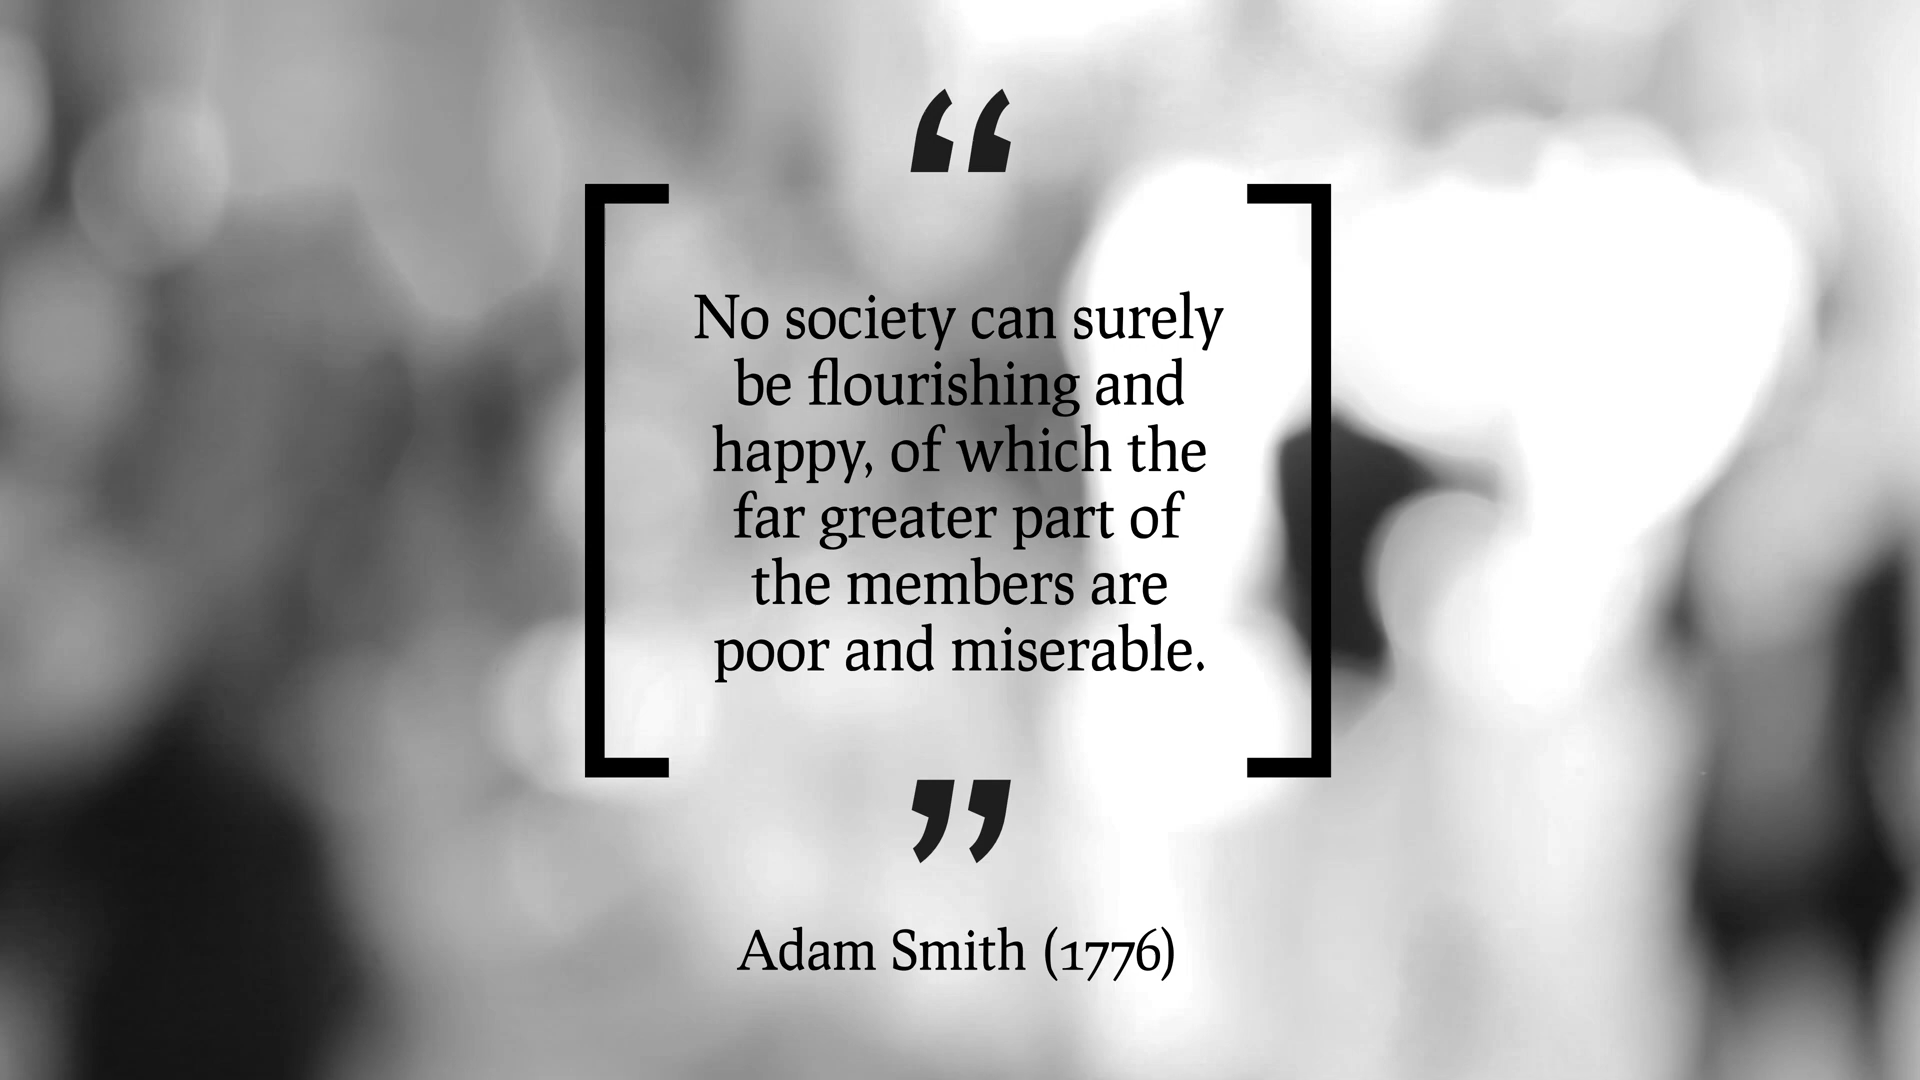 “
No society can surely
be flourishing and
happy, of which the
far greater part of
the members are
poor and miserable.
”
Adam Smith (1776)